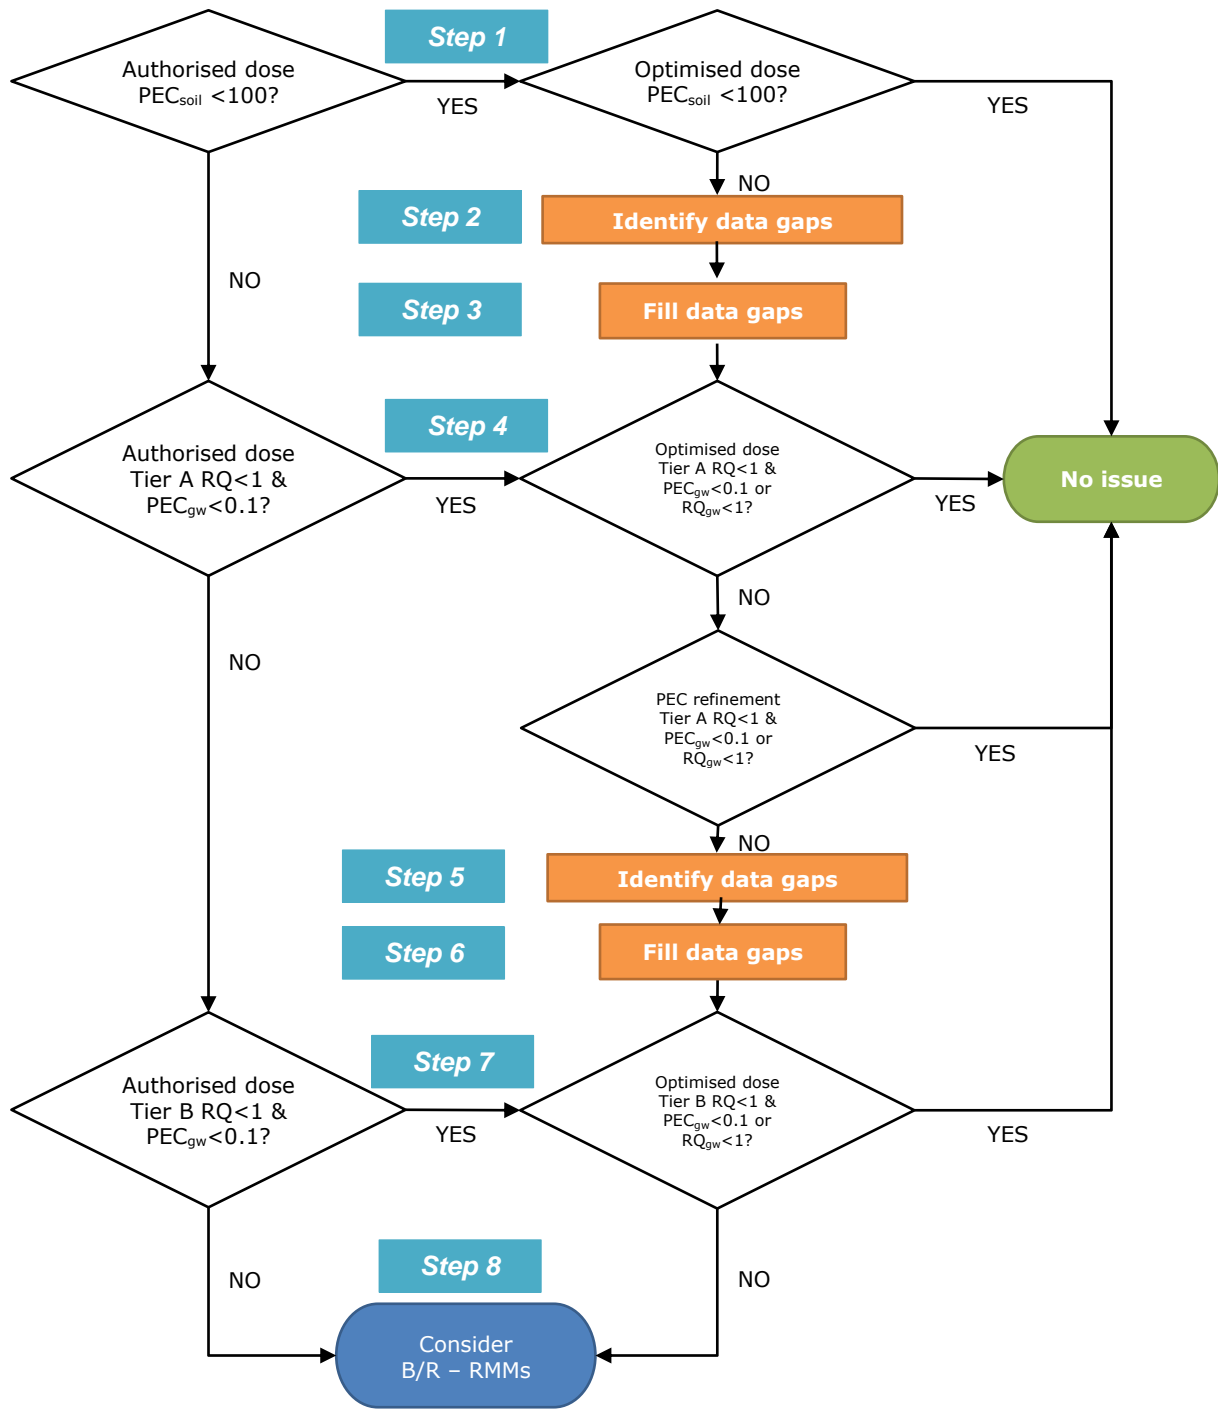 Step 1
Authorised dose
PECsoil <100?
YES
Optimised dose
PECsoil <100?
YES
NO
Step 2
Identify data gaps
NO
Step 3
Fill data gaps
Step 4
Authorised dose
Tier A RQ<1 &
PECgw<0.1?
YES
Optimised dose
Tier A RQ<1 &
PECgw<0.1 or
RQgw<1?
YES
No issue
NO
NO
PEC refinement
Tier A RQ<1 &
PECgw<0.1 or
RQgw<1?
YES
NO
Step 5
Identify data gaps
Step 6
Fill data gaps
Step 7
Authorised dose
Tier B RQ<1 &
PECgw<0.1?
YES
Optimised dose
Tier B RQ<1 &
PECgw<0.1 or
RQgw<1?
YES
NO
Step 8
NO
Consider
B/R – RMMs